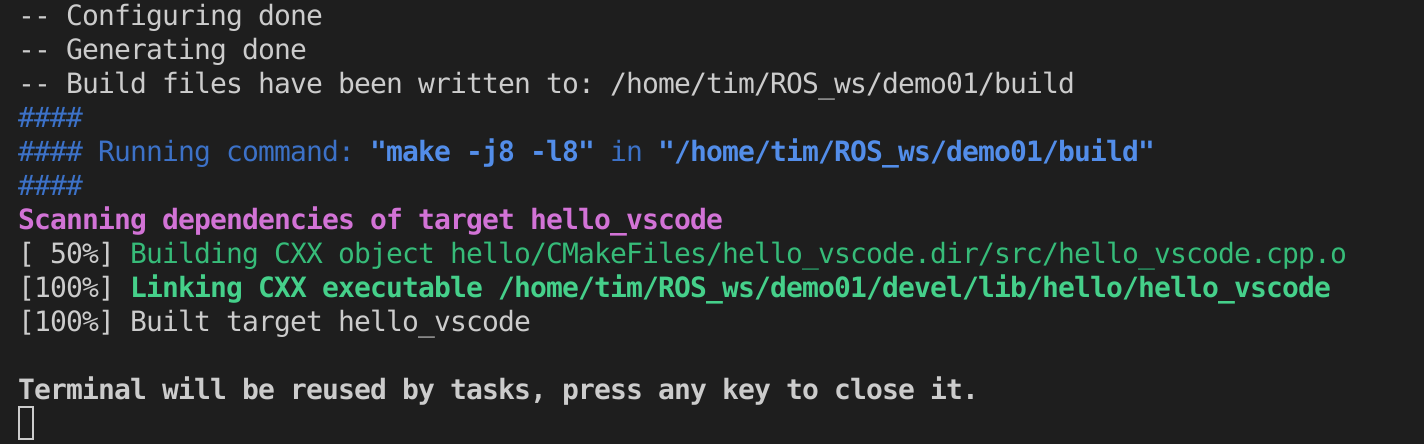 -- Configuring done
-- Generating done
-- Build files have been written to: /home/tim/ROS_ws/demo01/build
####
#### Running command: "make -j8 -l8" in "/home/tim/ROS_ws/demo01/build"
####
Scanning dependencies of target hello_vscode
[ 50%] Building CXX object hello/CMakeFiles/hello_vscode.dir/src/hello_vscode.cpp.o
[100%] Linking CXX executable /home/tim/ROS_ws/demo01/devel/lib/hello/hello_vscode
[100%] Built target hello_vscode
Terminal will be reused by tasks, press any key to close it.